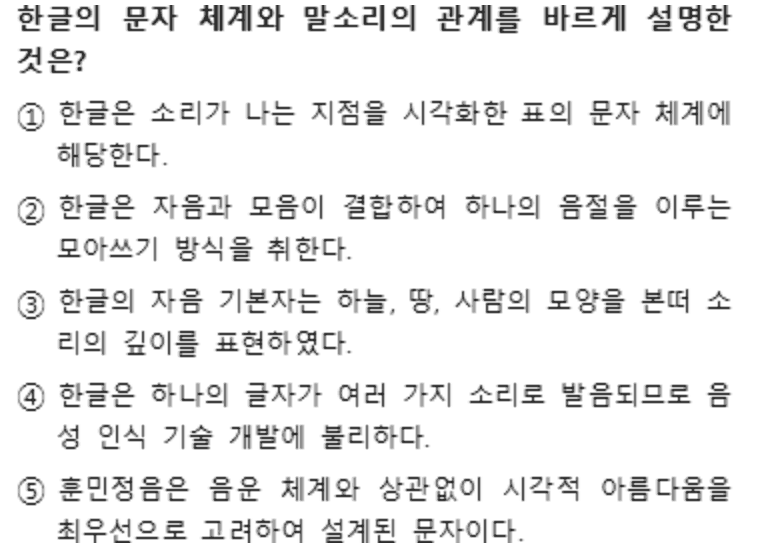 한글의 문자 체계와 말소리의 관계를 바르게 설명한
것은?
① 한글은 소리가 나는 지점을 시각화한 표의 문자 체계에
해당한다.
② 한글은 자음과 모음이 결합하여 하나의 음절을 이루는
모아쓰기 방식을 취한다.
③ 한글의 자음 기본자는 하늘, 땅, 사람의 모양을 본떠 소
리의 깊이를 표현하였다.
④ 한글은 하나의 글자가 여러 가지 소리로 발음되므로 음
성 인식 기술 개발에 불리하다.
⑤ 훈민정음은 음운 체계와 상관없이 시각적 아름다움을
최우선으로 고려하여 설계된 문자이다.